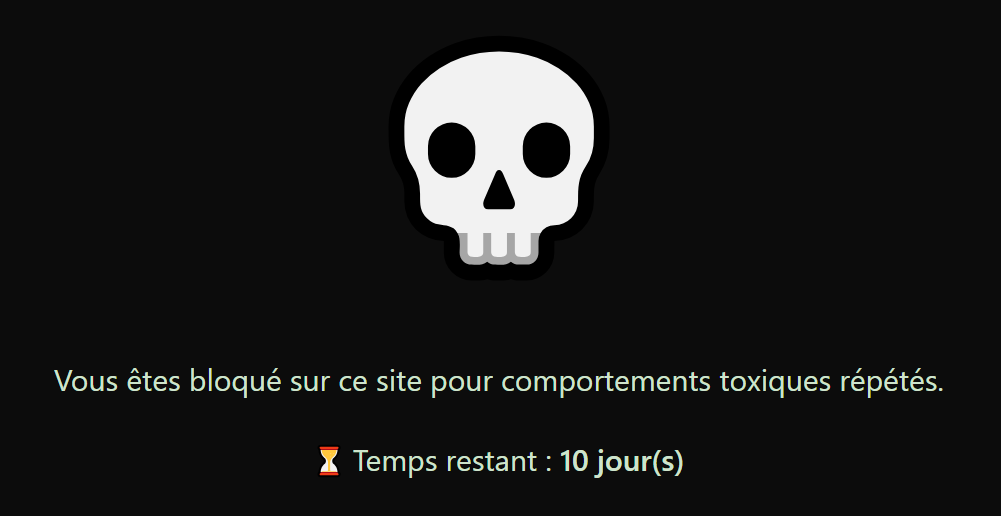 Vous êtes bloqué sur ce site pour comportements toxiques répétés.
⏳ Temps restant : 10 jour(s)